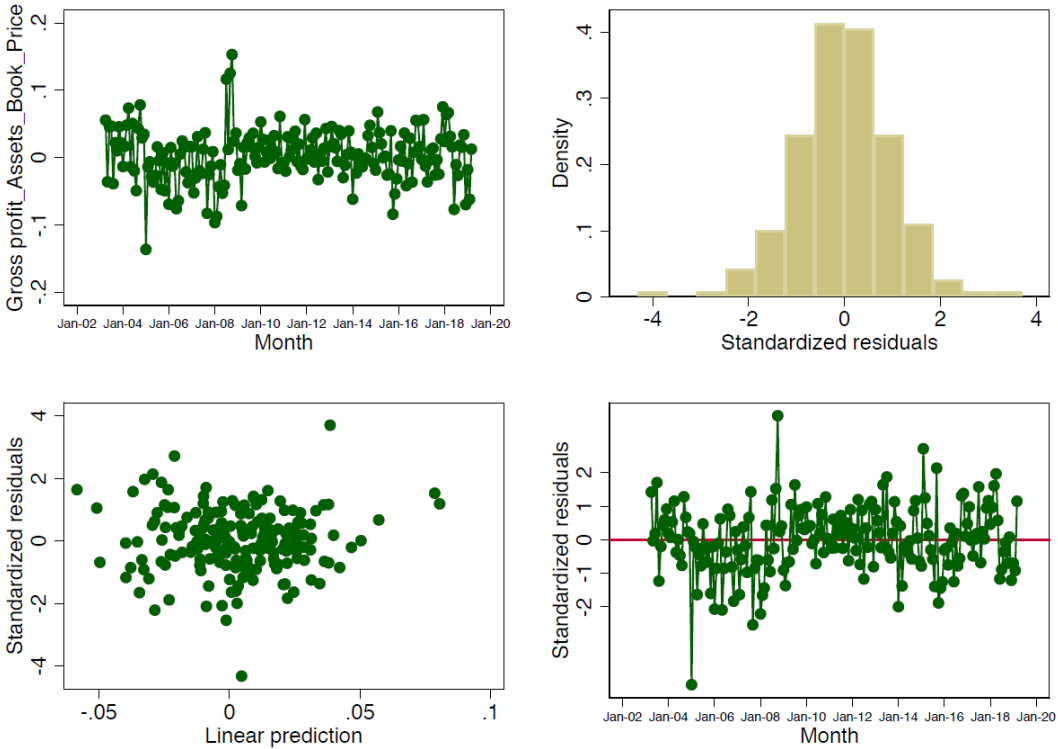 Gross profit_Assets_Book_Price
.2
.1
0
-.1
-.2
Jan-02 Jan-04 Jan-06 Jan-08 Jan-10 Jan-12 Jan-14 Jan-16 Jan-18 Jan-20
Month
Density
.4
.3
.2
.1
0
-4 -2 0 2 4
Standardized residuals
Standardized residuals
4
2
0
-2
-4
-.05 0 .05 .1
Linear prediction
Standardized residuals
2
1
0
-1
-2
Jan-02 Jan-04 Jan-06 Jan-08 Jan-10 Jan-12 Jan-14 Jan-16 Jan-18 Jan-20
Month